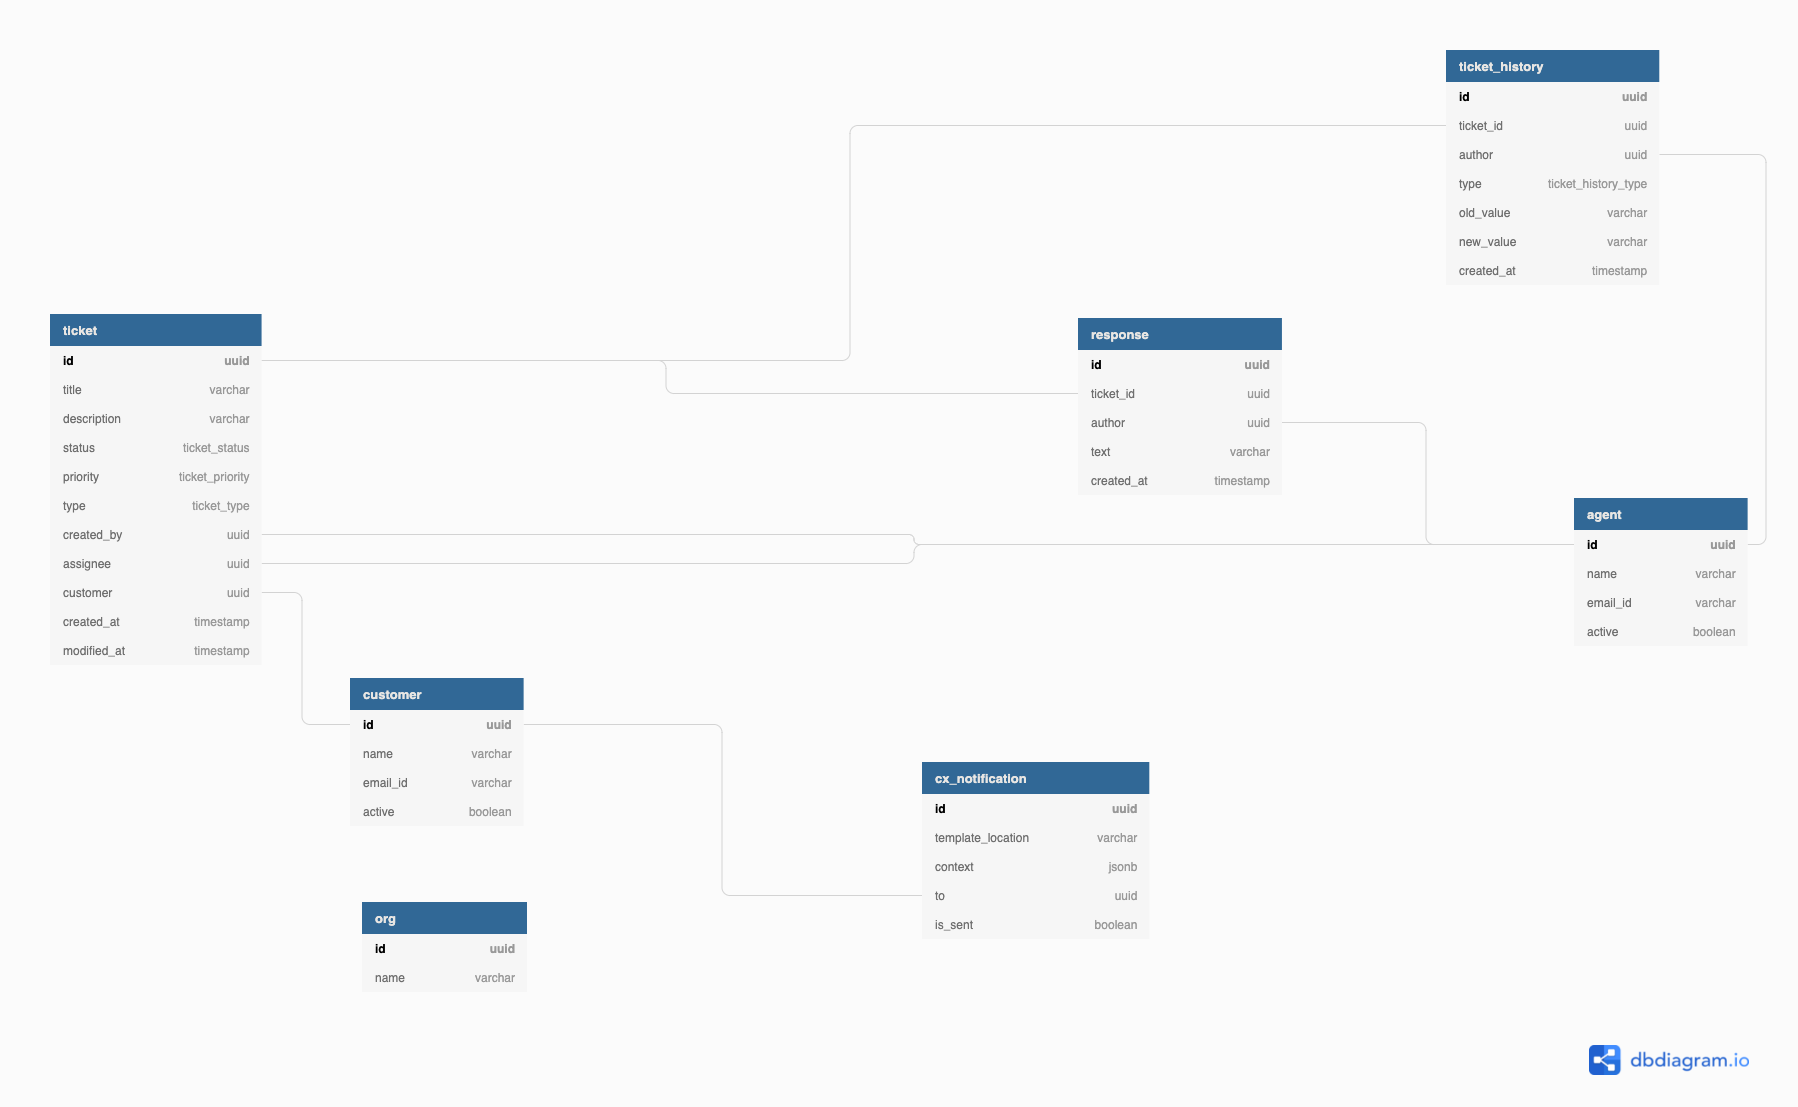 ticket_history
id uuid
ticket_id uuid
author uuid
type ticket_history_type
old_value varchar
new_value varchar
created_at timestamp
ticket
id uuid
title varchar
description varchar
status ticket_status
priority ticket_priority
type ticket_type
created_by uuid
assignee uuid
customer uuid
created_at timestamp
modified_at timestamp
response
id uuid
ticket_id uuid
author uuid
text varchar
created_at timestamp
agent
id uuid
name varchar
email_id varchar
active boolean
customer
id uuid
name varchar
email_id varchar
active boolean
cx_notification
id uuid
template_location varchar
context jsonb
to uuid
is_sent boolean
org
id uuid
name varchar
dbdiagram.io